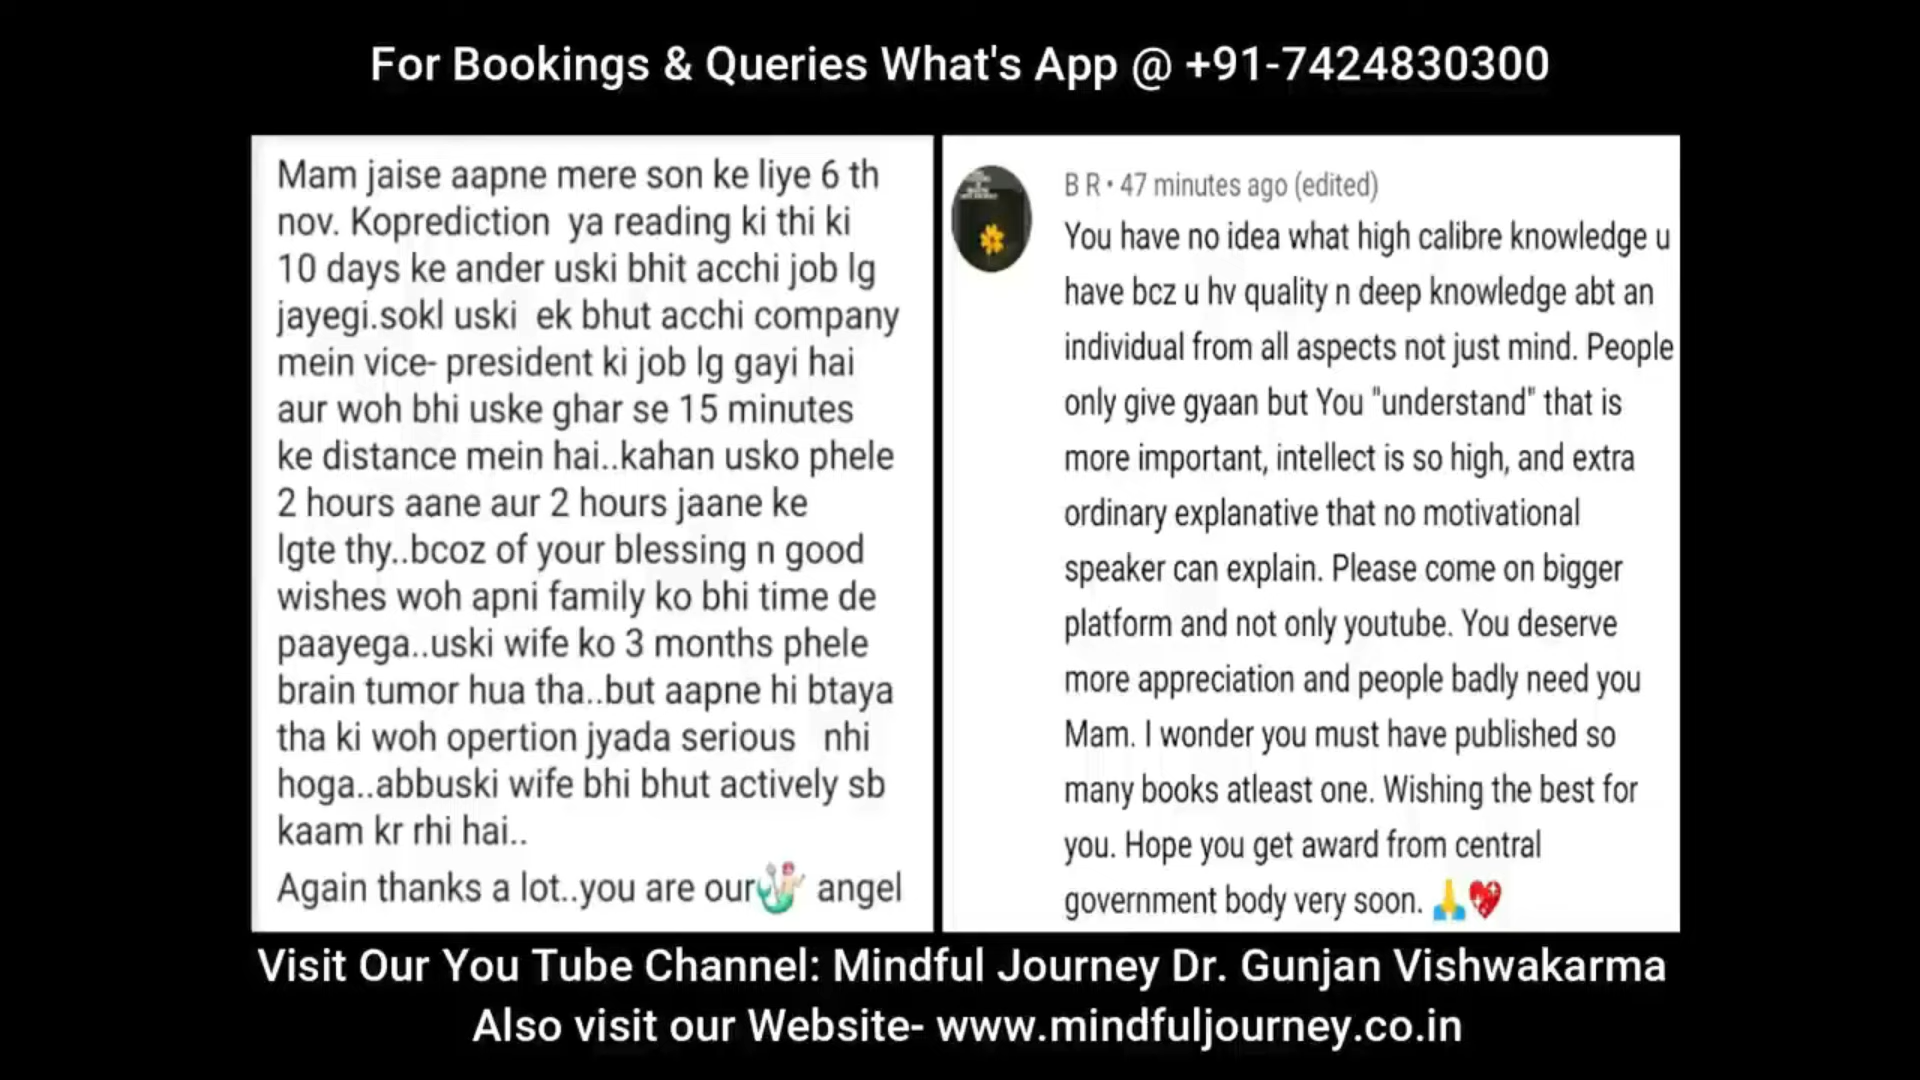 For Bookings & Queries What's App @ +91-7424830300
Mam jaise aapne mere son ke liye 6 th
nov. Koprediction ya reading ki thi ki
10 days ke ander uski bhit acchi job lg
jayegi.sokl uski ek bhut acchi company
mein vice- president ki job lg gayi hai
aur woh bhi uske ghar se 15 minutes
ke distance mein hai..kahan usko phele
2 hours aane aur 2 hours jaane ke
lgte thy..bcoz of your blessing n good
wishes woh apni family ko bhi time de
paayega..uski wife ko 3 months phele
brain tumor hua tha..but aapne hi btaya
tha ki woh opertion jyada serious nhi
hoga..abbuski wife bhi bhut actively sb
kaam kr rhi hai..
Again thanks a lot..you are our🧜 angel
B R • 47 minutes ago (edited)
You have no idea what high calibre knowledge u
have bcz u hv quality n deep knowledge abt an
individual from all aspects not just mind. People
only give gyaan but You "understand" that is
more important, intellect is so high, and extra
ordinary explanative that no motivational
speaker can explain. Please come on bigger
platform and not only youtube. You deserve
more appreciation and people badly need you
Mam. I wonder you must have published so
many books atleast one. Wishing the best for
you. Hope you get award from central
government body very soon. 🙏💖
Visit Our You Tube Channel: Mindful Journey Dr. Gunjan Vishwakarma
Also visit our Website- www.mindfuljourney.co.in